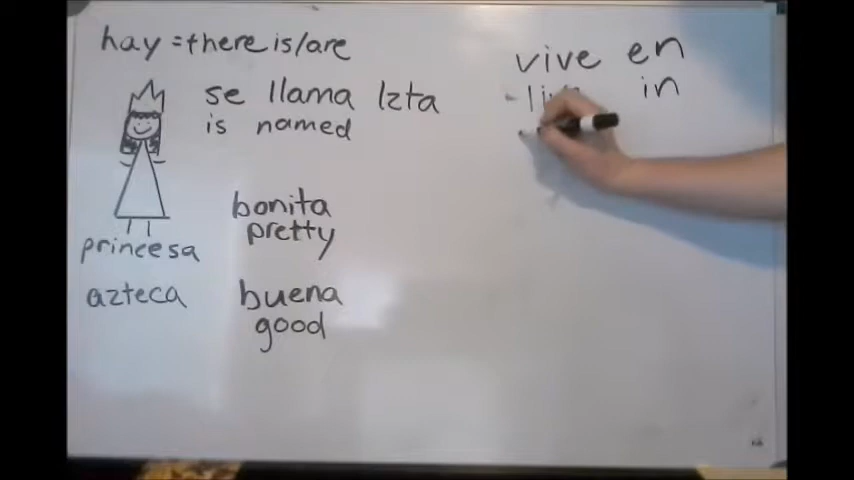 hay = there is/are
se llama Izta
is named
bonita
pretty
princesa
azteca
buena
good
vive en
in